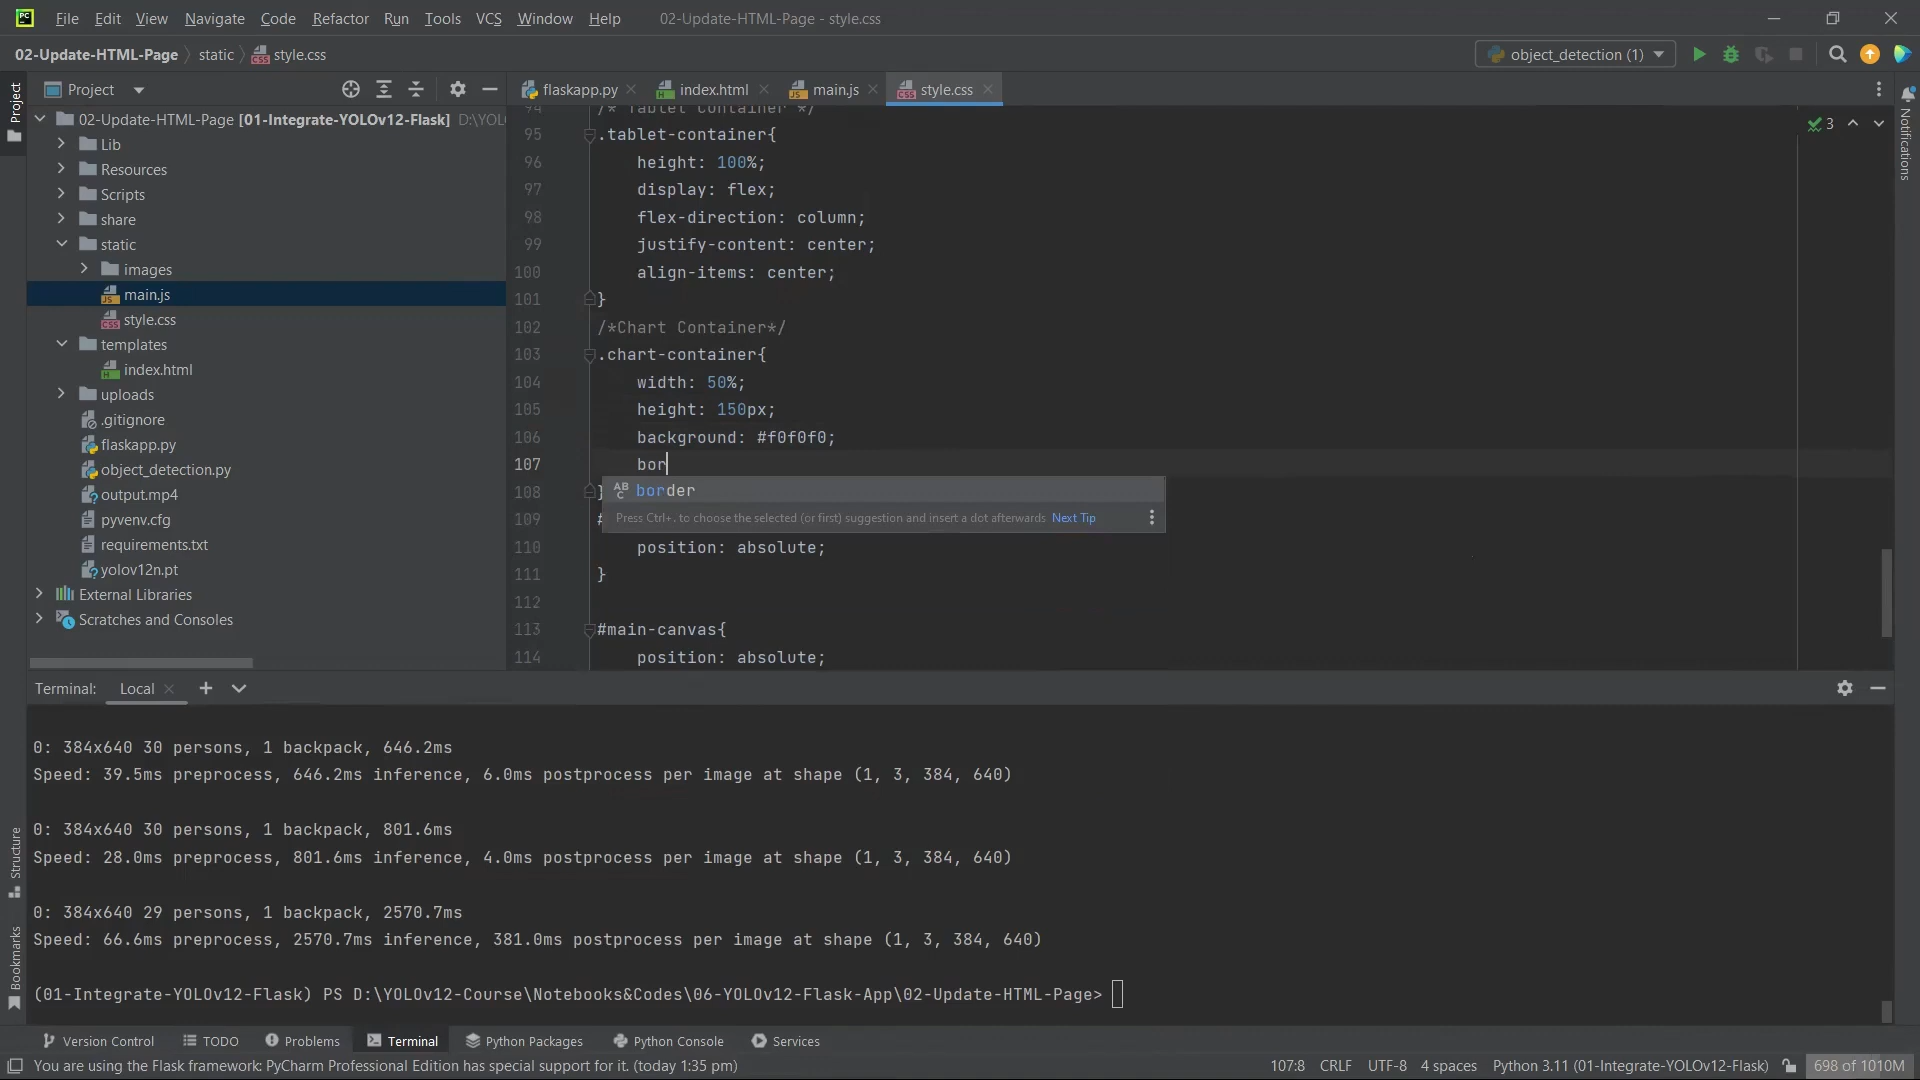 File Edit View Navigate Code Refactor Run Tools VCS Window Help 02-Update-HTML-Page - style.css
02-Update-HTML-Page static style.css
object_detection (1)
Project
flaskapp.py
index.html
main.js
style.css
Project
Notifications
02-Update-HTML-Page [01-Integrate-YOLOv12-Flask] D:\YOL
Lib
Resources
Scripts
share
static
images
main.js
style.css
templates
index.html
uploads
.gitignore
flaskapp.py
object_detection.py
output.mp4
pyvenv.cfg
requirements.txt
yolov12n.pt
External Libraries
Scratches and Consoles
3
94 /* Tablet Container */
95 .tablet-container{
96 height: 100%;
97 display: flex;
98 flex-direction: column;
99 justify-content: center;
100 align-items: center;
101 }
102 /*Chart Container*/
103 .chart-container{
104 width: 50%;
105 height: 150px;
106 background: #f0f0f0;
107 bor
border
Press Ctrl+. to choose the selected (or first) suggestion and insert a dot afterwards Next Tip
108 }
109 #
110 position: absolute;
111 }
112
113 #main-canvas{
114 position: absolute;
Terminal: Local
0: 384x640 30 persons, 1 backpack, 646.2ms
Speed: 39.5ms preprocess, 646.2ms inference, 6.0ms postprocess per image at shape (1, 3, 384, 640)
0: 384x640 30 persons, 1 backpack, 801.6ms
Speed: 28.0ms preprocess, 801.6ms inference, 4.0ms postprocess per image at shape (1, 3, 384, 640)
0: 384x640 29 persons, 1 backpack, 2570.7ms
Speed: 66.6ms preprocess, 2570.7ms inference, 381.0ms postprocess per image at shape (1, 3, 384, 640)
(01-Integrate-YOLOv12-Flask) PS D:\YOLOv12-Course\Notebooks&Codes\06-YOLOv12-Flask-App\02-Update-HTML-Page>
Structure
Bookmarks
Version Control TODO Problems Terminal Python Packages Python Console Services
You are using the Flask framework: PyCharm Professional Edition has special support for it. (today 1:35 pm)
107:8 CRLF UTF-8 4 spaces Python 3.11 (01-Integrate-YOLOv12-Flask) 698 of 1010M